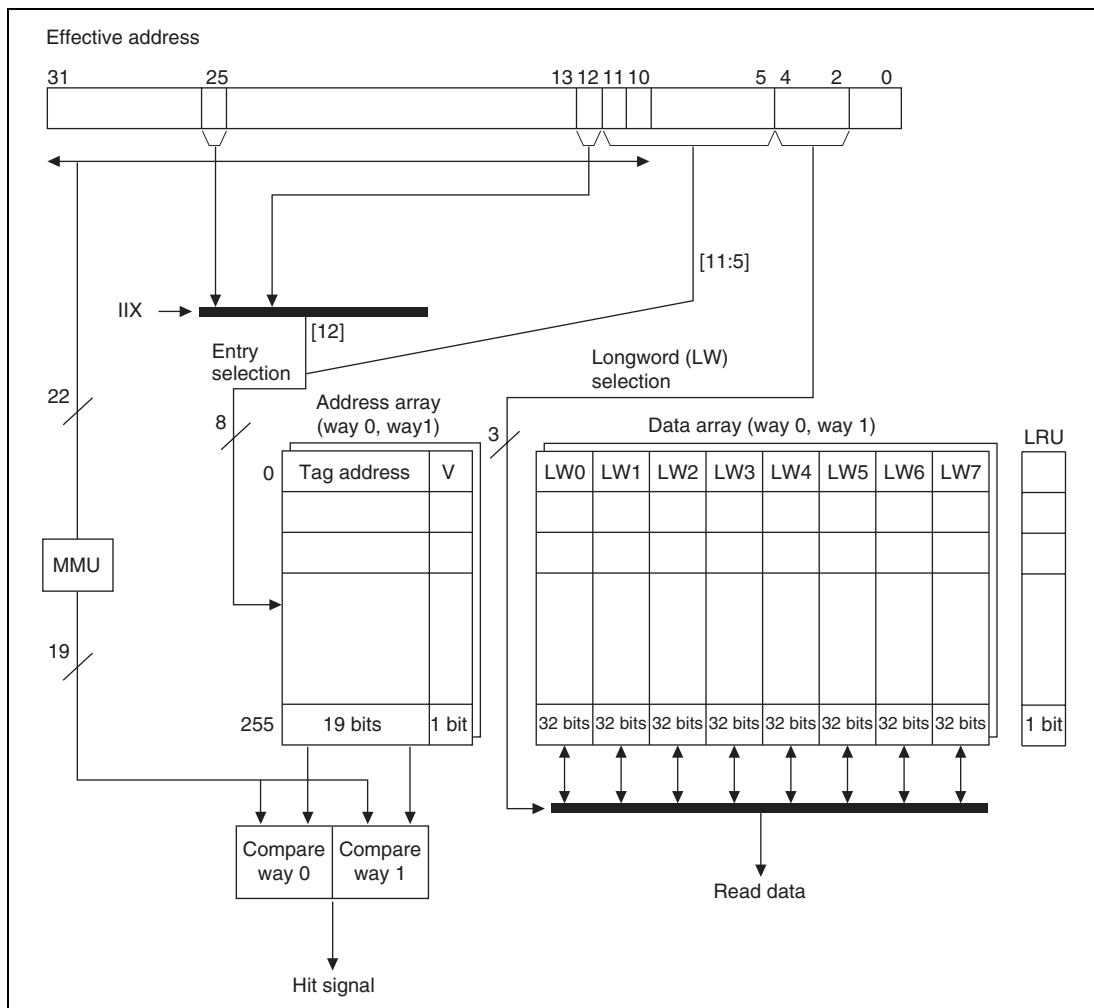 Effective address
31 25 13 12 11 10 5 4 2 0
[11:5]
IIX
[12]
Entry
selection
Longword (LW)
selection
22
8
Address array
(way 0, way1)
3
Data array (way 0, way 1)
LRU
0 Tag address V
LW0 LW1 LW2 LW3 LW4 LW5 LW6 LW7
MMU
19
255 19 bits 1 bit
32 bits 32 bits 32 bits 32 bits 32 bits 32 bits 32 bits 32 bits
1 bit
Compare
way 0
Compare
way 1
Read data
Hit signal